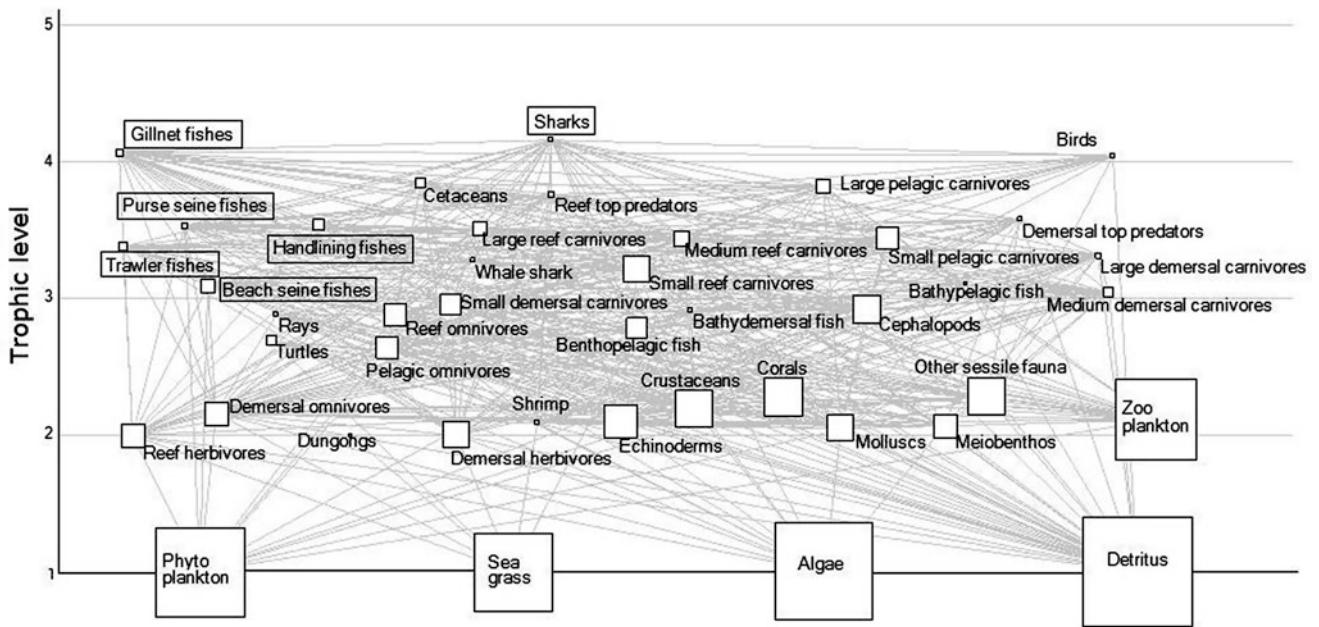 5
Sharks
Gillnet fishes
Birds
4
Large pelagic carnivores
Cetaceans
Reef top predators
Purse seine fishes
Demersal top predators
Handlining fishes
Large reef carnivores
Medium reef carnivores
Small pelagic carnivores
Trawler fishes
Whale shark
Large demersal carnivores
Small reef carnivores
Beach seine fishes
Bathypelagic fish
3
Small demersal carnivores
Medium demersal carnivores
Rays
Reef omnivores
Bathydemersal fish
Cephalopods
Turtles
Benthopelagic fish
Pelagic omnivores
Corals
Other sessile fauna
Crustaceans
Demersal omnivores
Shrimp
Zoo
plankton
2
Dungongs
Reef herbivores
Demersal herbivores
Echinoderms
Molluscs
Meiobenthos
Phyto
plankton
Sea
grass
Algae
Detritus
1
Trophic level